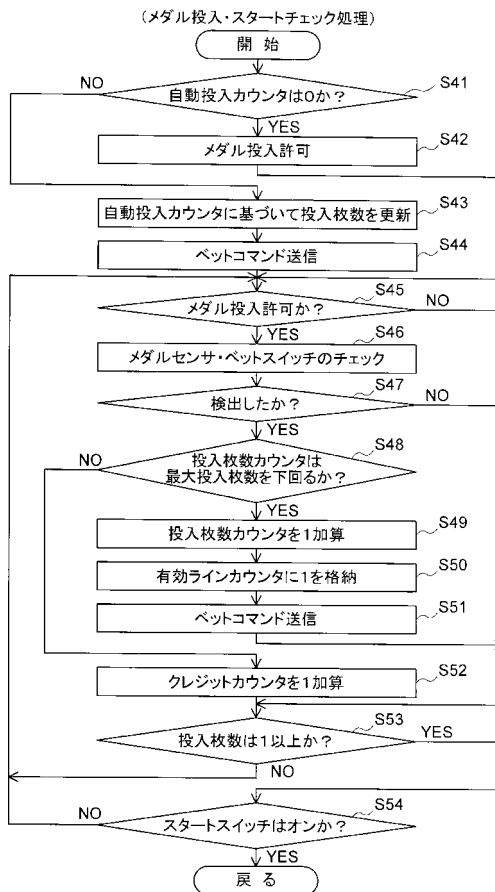 (メダル投入・スタートチェック処理)
開 始
S41
NO
自動投入カウンタは0か？
YES
S42
メダル投入許可
S43
自動投入カウンタに基づいて投入枚数を更新
S44
ベットコマンド送信
S45
メダル投入許可か？
NO
YES
S46
メダルセンサ・ベットスイッチのチェック
S47
検出したか？
NO
YES
S48
NO
投入枚数カウンタは
最大投入枚数を下回るか？
YES
S49
投入枚数カウンタを1加算
S50
有効ラインカウンタに1を格納
S51
ベットコマンド送信
S52
クレジットカウンタを1加算
S53
投入枚数は1以上か？
YES
NO
S54
NO
スタートスイッチはオンか？
YES
戻 る